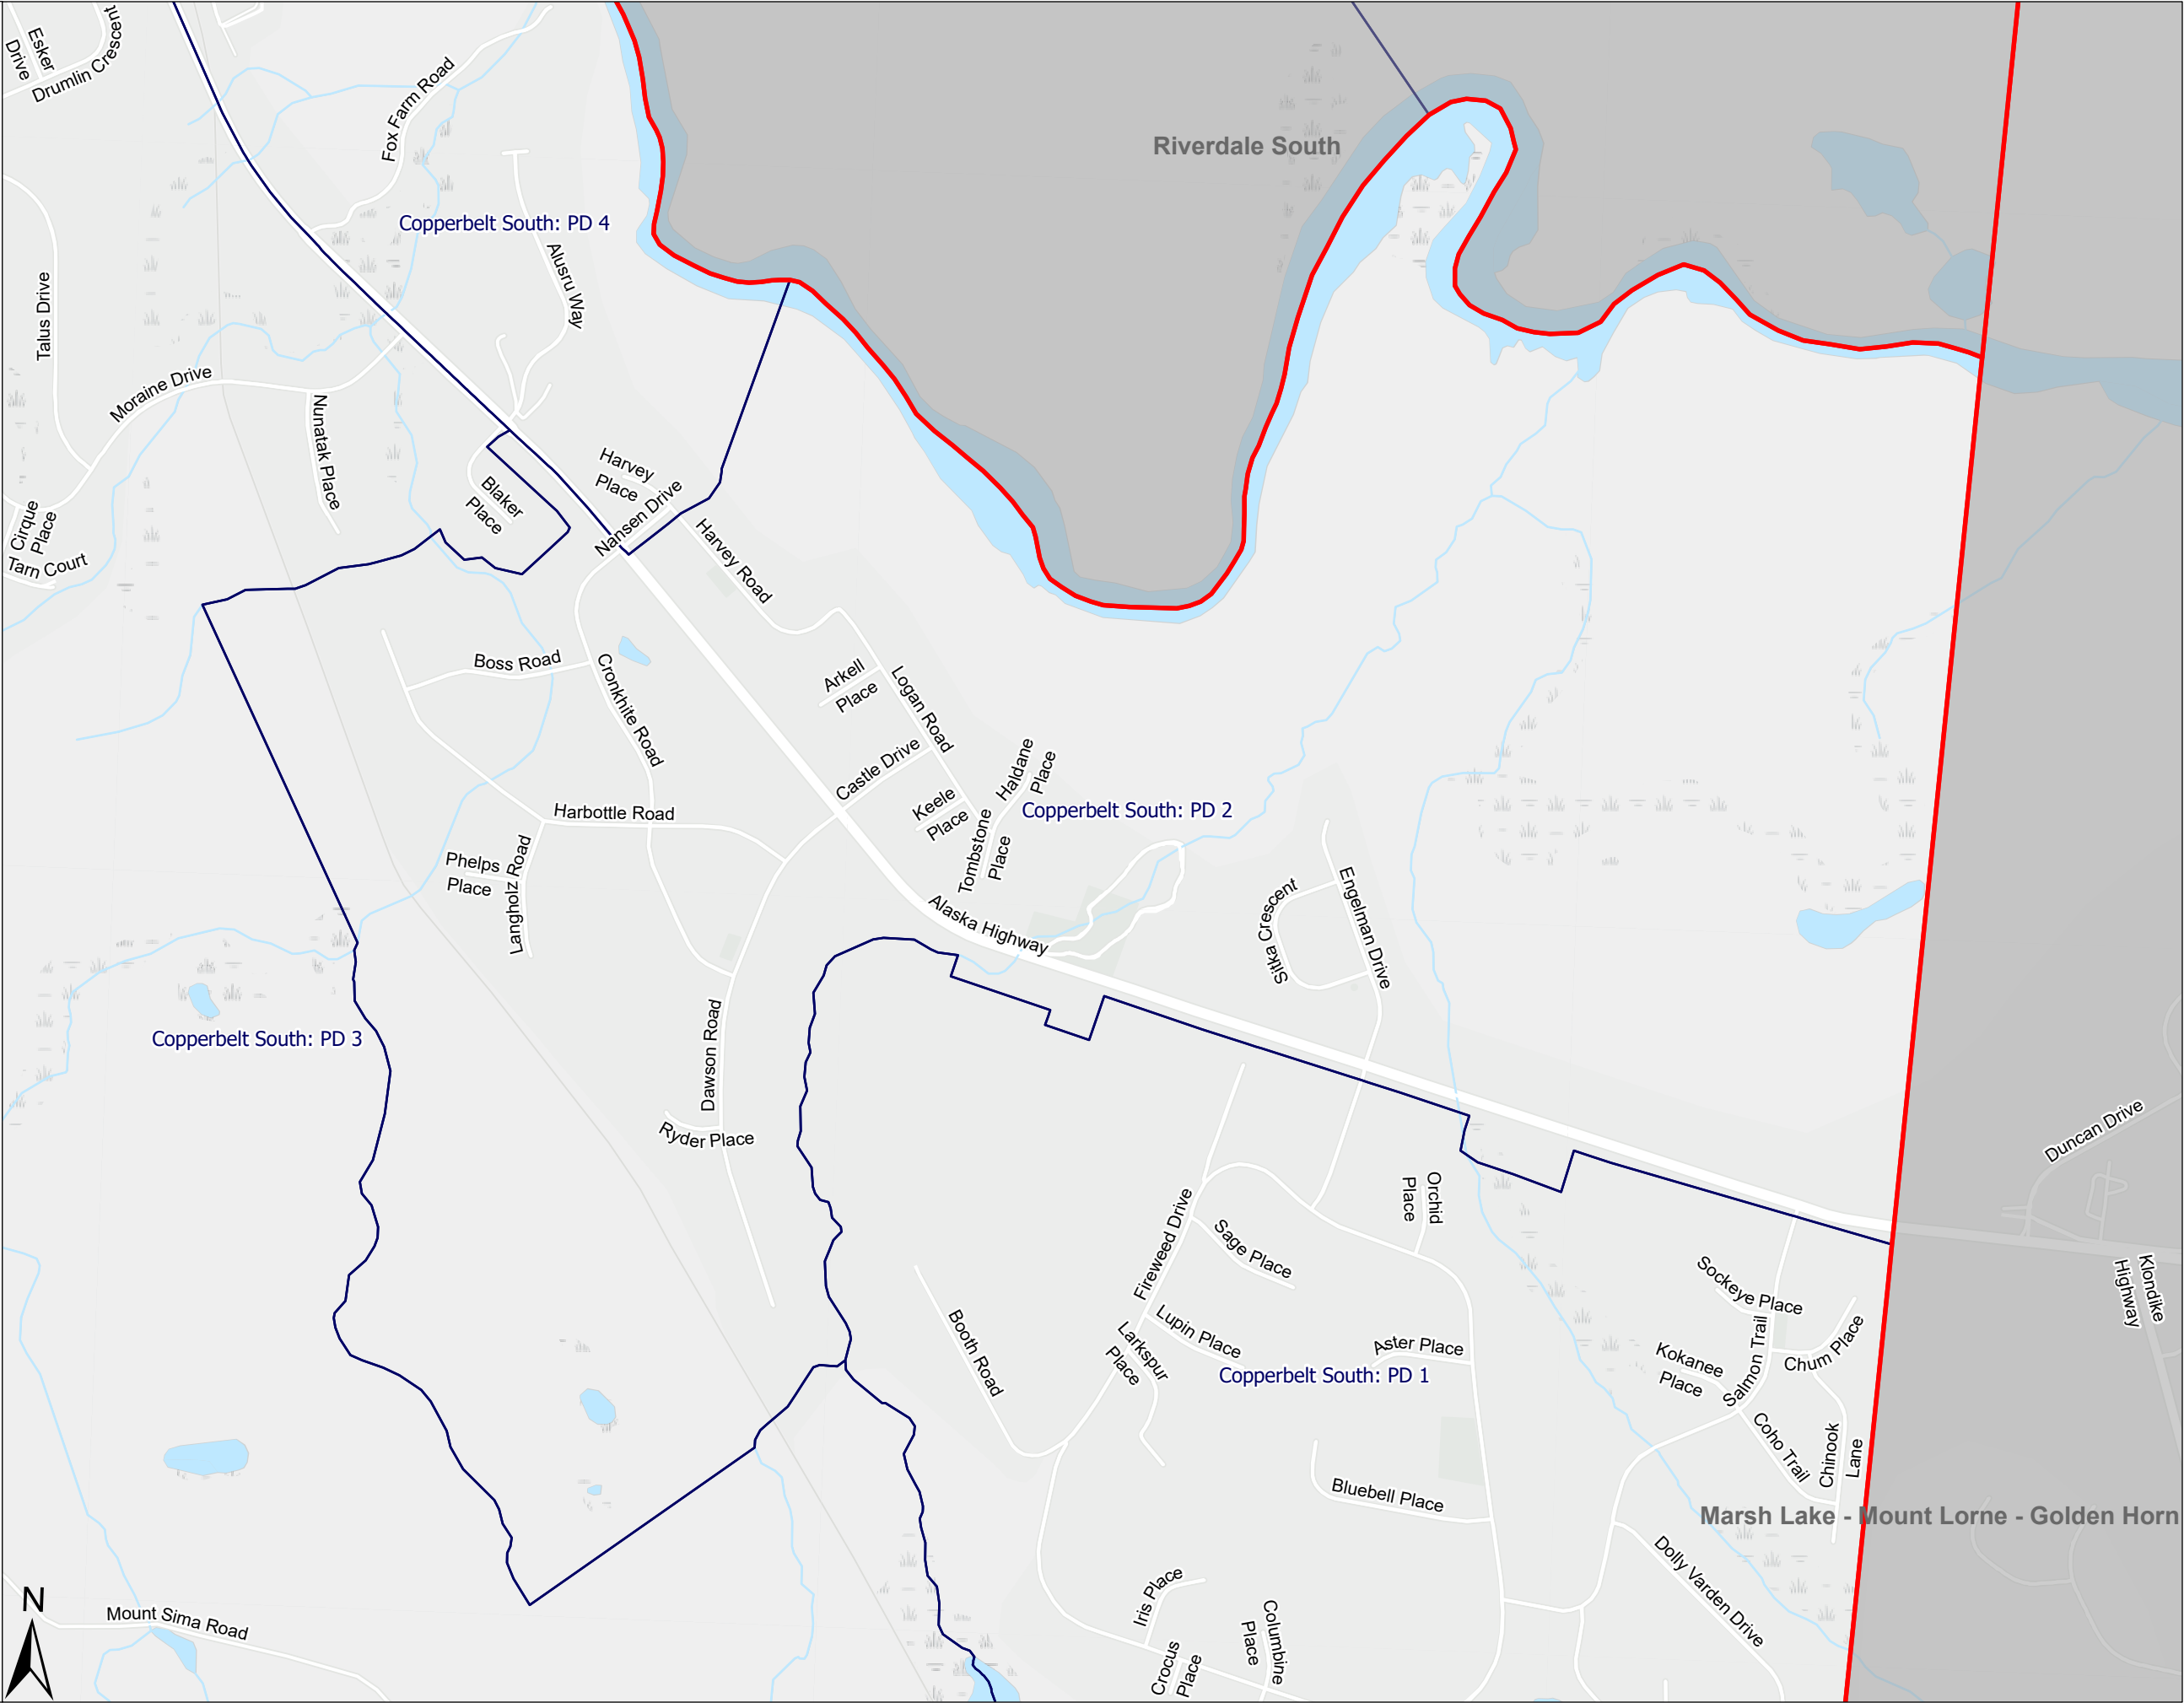 Esker
Drive
Drumlin Crescent
Fox Farm Road
Riverdale South
Copperbelt South: PD 4
Alusru Way
Talus Drive
Moraine Drive
Nunatak Place
Blaker
Place
Harvey
Place
Nansen Drive
Harvey Road
Cirque
Place
Tarn Court
Boss Road
Cronkhite Road
Arkell
Place
Logan Road
Castle Drive
Haldane
Place
Keele
Place
Copperbelt South: PD 2
Tombstone
Place
Harbottle Road
Phelps
Place
Langholz Road
Alaska Highway
Sitka Crescent
Engelman Drive
Copperbelt South: PD 3
Dawson Road
Ryder Place
Duncan Drive
Orchid
Place
Fireweed Drive
Sage Place
Klondike
Highway
Sockeye Place
Booth Road
Lupin Place
Larkspur
Place
Aster Place
Copperbelt South: PD 1
Kokanee
Place
Salmon Trail
Chum Place
Coho Trail
Chinook
Lane
Bluebell Place
Marsh Lake - Mount Lorne - Golden Horn
Dolly Varden Drive
Iris Place
Columbine
Place
Crocus
Place
N
Mount Sima Road